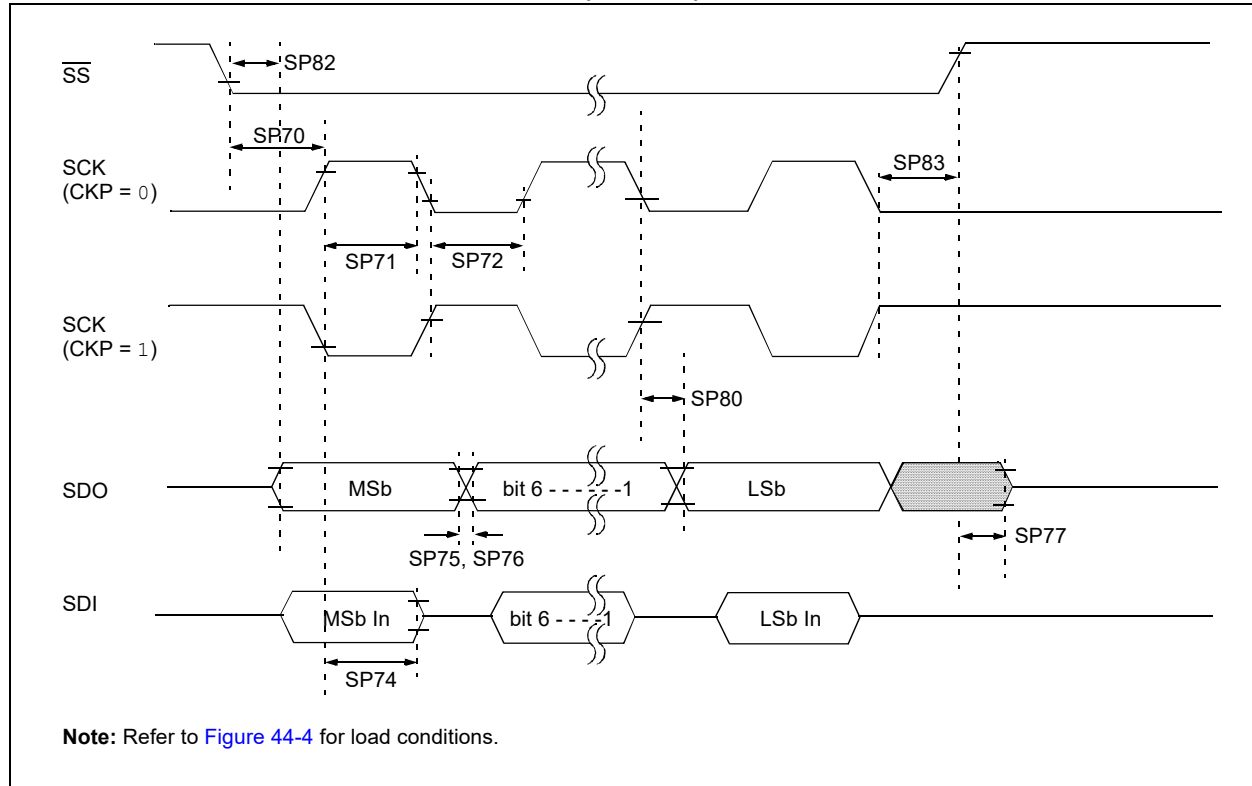 SS
SP82
SP70
SCK
(CKP = 0)
SP83
SP71
SP72
SCK
(CKP = 1)
SP80
SDO
MSb
bit 6 - - - - - - -1
LSb
SP77
SP75, SP76
SDI
MSb In
bit 6 - - - -1
LSb In
SP74
Note: Refer to Figure 44-4 for load conditions.